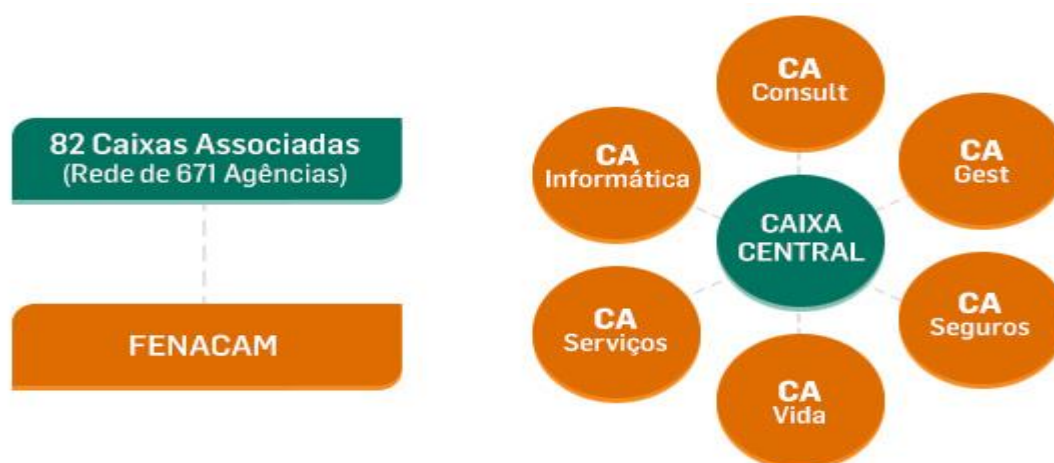 82 Caixas Associadas
(Rede de 671 Agências)
FENACAM
CA
Consult
CA
Informática
CA
Gest
CAIXA
CENTRAL
CA
Serviços
CA
Seguros
CA
Vida